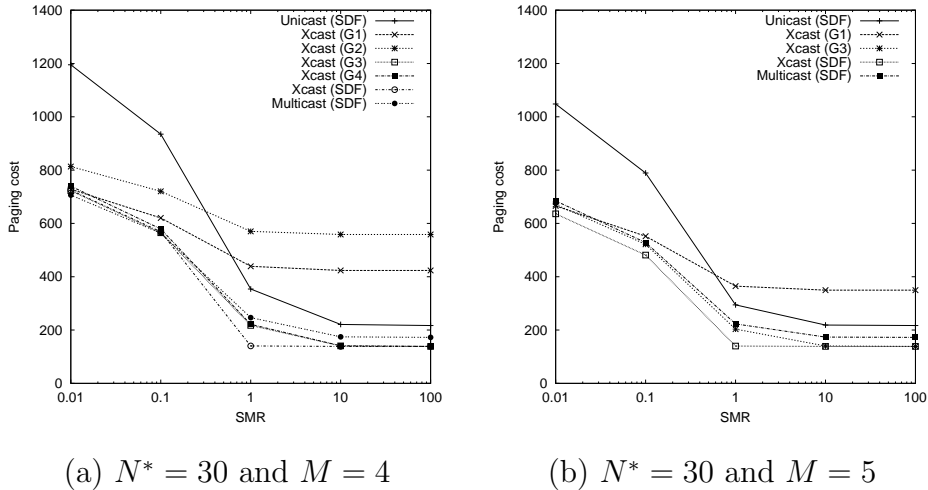 1400
1200
1000
800
600
400
200
0
0.01 0.1 1 10 100
Paging cost
SMR
Unicast (SDF)
Xcast (G1)
Xcast (G2)
Xcast (G3)
Xcast (G4)
Xcast (SDF)
Multicast (SDF)
(a) N* = 30 and M = 4
1400
1200
1000
800
600
400
200
0
0.01 0.1 1 10 100
Paging cost
SMR
Unicast (SDF)
Xcast (G1)
Xcast (G3)
Xcast (SDF)
Multicast (SDF)
(b) N* = 30 and M = 5